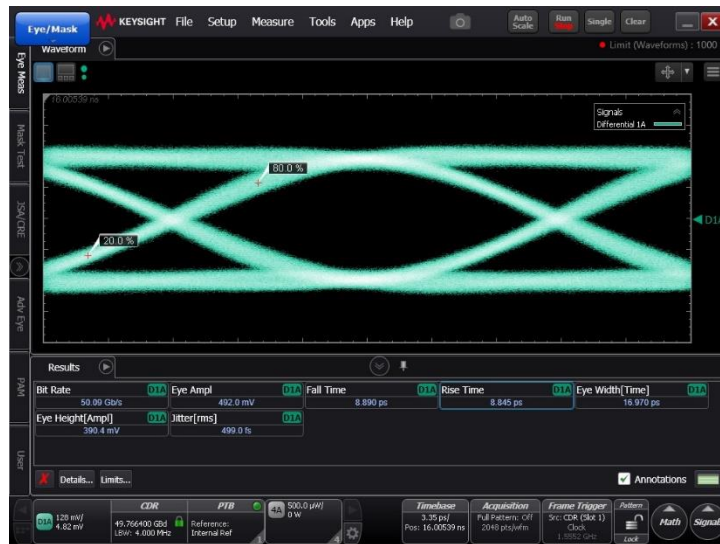 Eye/Mask
KEYSIGHT File Setup Measure Tools Apps Help
Auto Scale
Run Stop
Single
Clear
Waveform
Limit (Waveforms) : 1000
Eye Meas
Mask Test
Adv Eye
PAM
User
16.00539 ns
Signals
Differential 1A
80.0 %
20.0 %
D1A
Results
Bit Rate D1A
50.09 Gb/s
Eye Ampl D1A
492.0 mV
Fall Time D1A
8.890 ps
Rise Time D1A
8.845 ps
Eye Width[Time] D1A
16.970 ps
Eye Height[Ampl] D1A
390.4 mV
Jitter[rms] D1A
499.0 fs
Details... Limits...
Annotations
D1A
128 mV/
4.82 mV
CDR
49.766400 GBd
LBW: 4.000 MHz
PTB
Reference:
Internal Ref
1
4A
500.0 µW/
0 W
4
Timebase
3.35 ps/
Pos: 16.00539 ns
Acquisition
Full Pattern: Off
2048 pts/wfm
Frame Trigger
Src: CDR (Slot 1)
Clock
1.5552 GHz
Pattern
Lock
Math
Signals